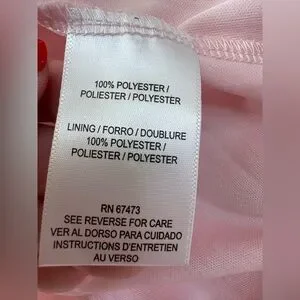 100% POLYESTER /
POLIESTER / POLYESTER
LINING / FORRO / DOUBLURE
100% POLYESTER /
POLIESTER / POLYESTER
RN 67473
SEE REVERSE FOR CARE
VER AL DORSO PARA CUIDADO
INSTRUCTIONS D'ENTRETIEN
AU VERSO